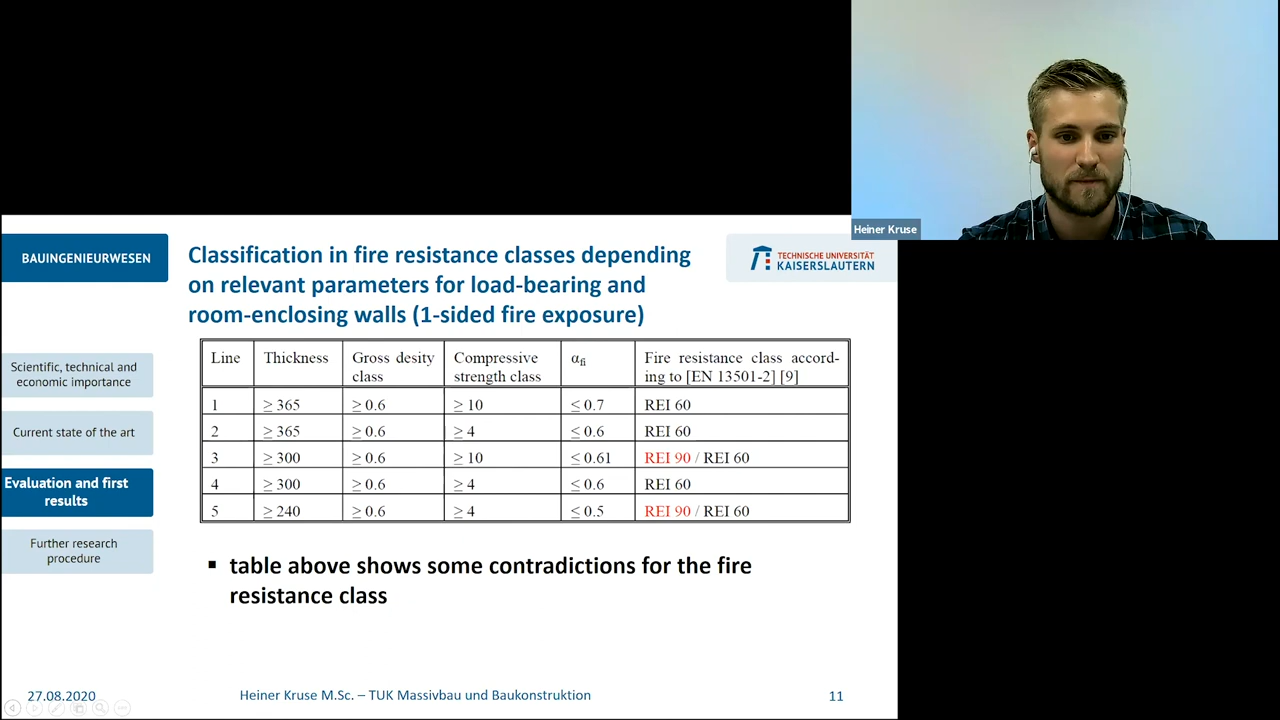 Heiner Kruse
BAUINGENIEURWESEN
Classification in fire resistance classes depending
on relevant parameters for load-bearing and
room-enclosing walls (1-sided fire exposure)
TECHNISCHE UNIVERSITÄT
KAISERSLAUTERN
Scientific, technical and
economic importance
Current state of the art
Evaluation and first
results
Further research
procedure
Line Thickness Gross desity class Compressive strength class αfi Fire resistance class accord-ing to [EN 13501-2] [9]
1 ≥ 365 ≥ 0.6 ≥ 10 ≤ 0.7 REI 60
2 ≥ 365 ≥ 0.6 ≥ 4 ≤ 0.6 REI 60
3 ≥ 300 ≥ 0.6 ≥ 10 ≤ 0.61 REI 90 / REI 60
4 ≥ 300 ≥ 0.6 ≥ 4 ≤ 0.6 REI 60
5 ≥ 240 ≥ 0.6 ≥ 4 ≤ 0.5 REI 90 / REI 60
▪ table above shows some contradictions for the fire
resistance class
27.08.2020 Heiner Kruse M.Sc. – TUK Massivbau und Baukonstruktion 11